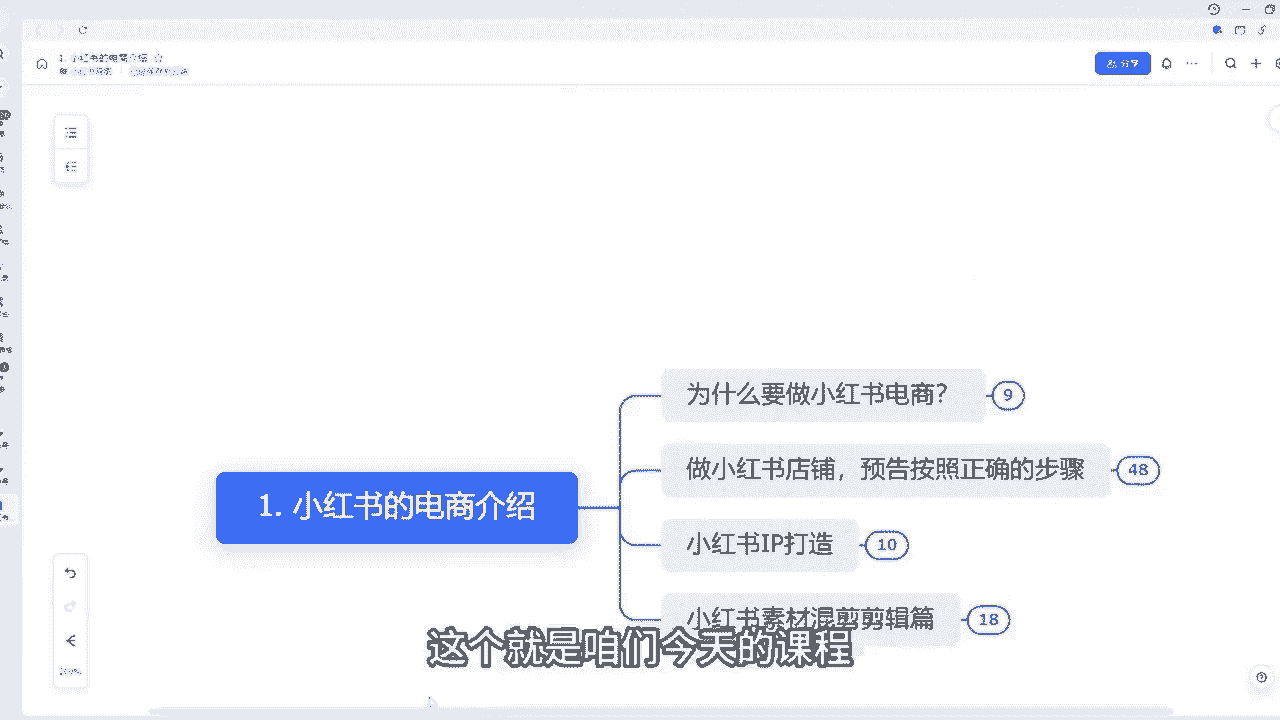 1. 小红书的电商介绍
分享
为什么要做小红书电商？
9
做小红书店铺，预告按照正确的步骤
48
1. 小红书的电商介绍
小红书IP打造
10
小红书素材混剪剪辑篇
18
这个就是咱们今天的课程